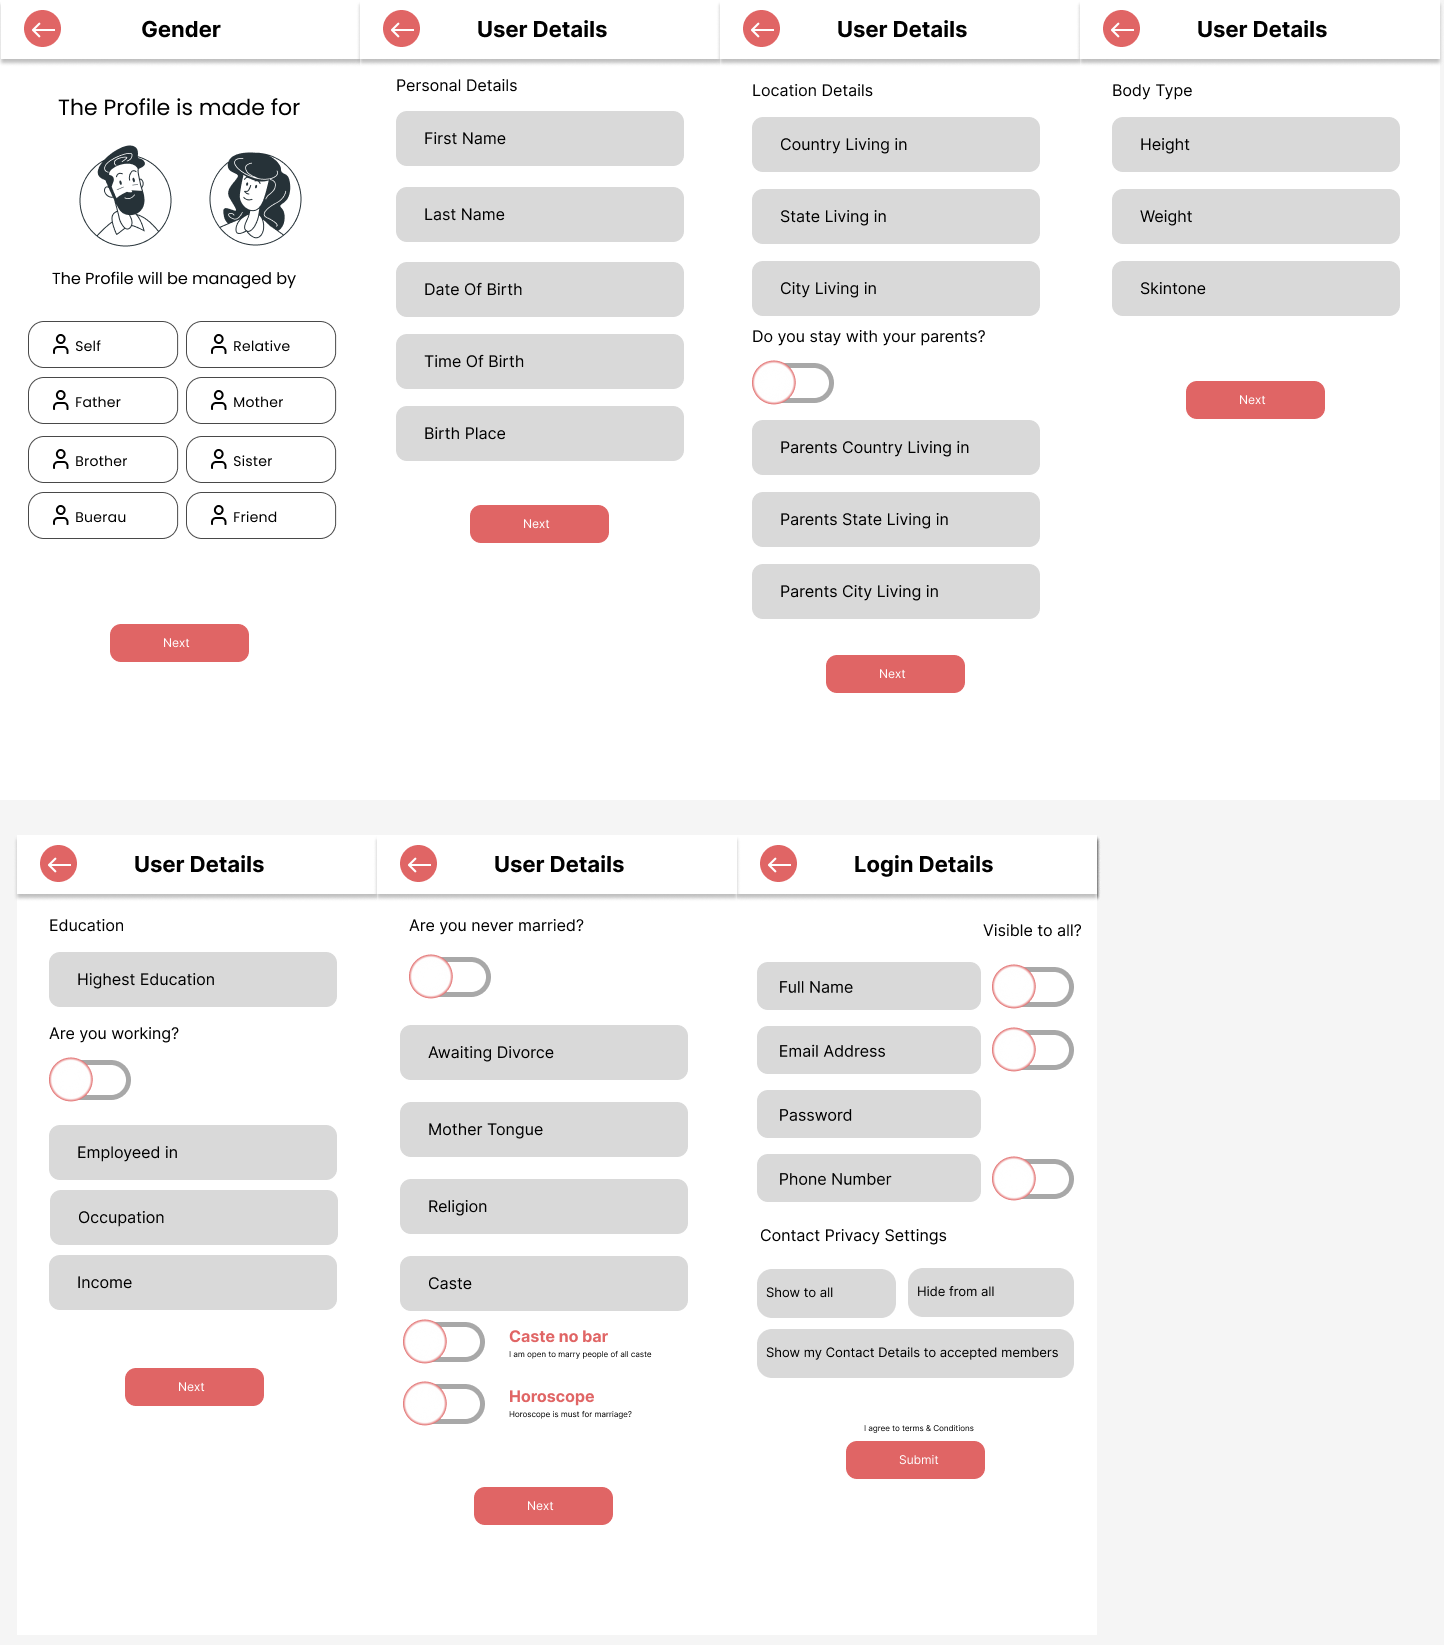 Gender
The Profile is made for
The Profile will be managed by
Self
Relative
Father
Mother
Brother
Sister
Buerau
Friend
Next
User Details
Personal Details
First Name
Last Name
Date Of Birth
Time Of Birth
Birth Place
Next
User Details
Location Details
Country Living in
State Living in
City Living in
Do you stay with your parents?
Parents Country Living in
Parents State Living in
Parents City Living in
Next
User Details
Body Type
Height
Weight
Skintone
Next
User Details
Education
Highest Education
Are you working?
Employeed in
Occupation
Income
Next
User Details
Are you never married?
Awaiting Divorce
Mother Tongue
Religion
Caste
Caste no bar
I am open to marry people of all caste
Horoscope
Horoscope is must for marriage?
Next
Login Details
Visible to all?
Full Name
Email Address
Password
Phone Number
Contact Privacy Settings
Show to all
Hide from all
Show my Contact Details to accepted members
I agree to terms & Conditions
Submit